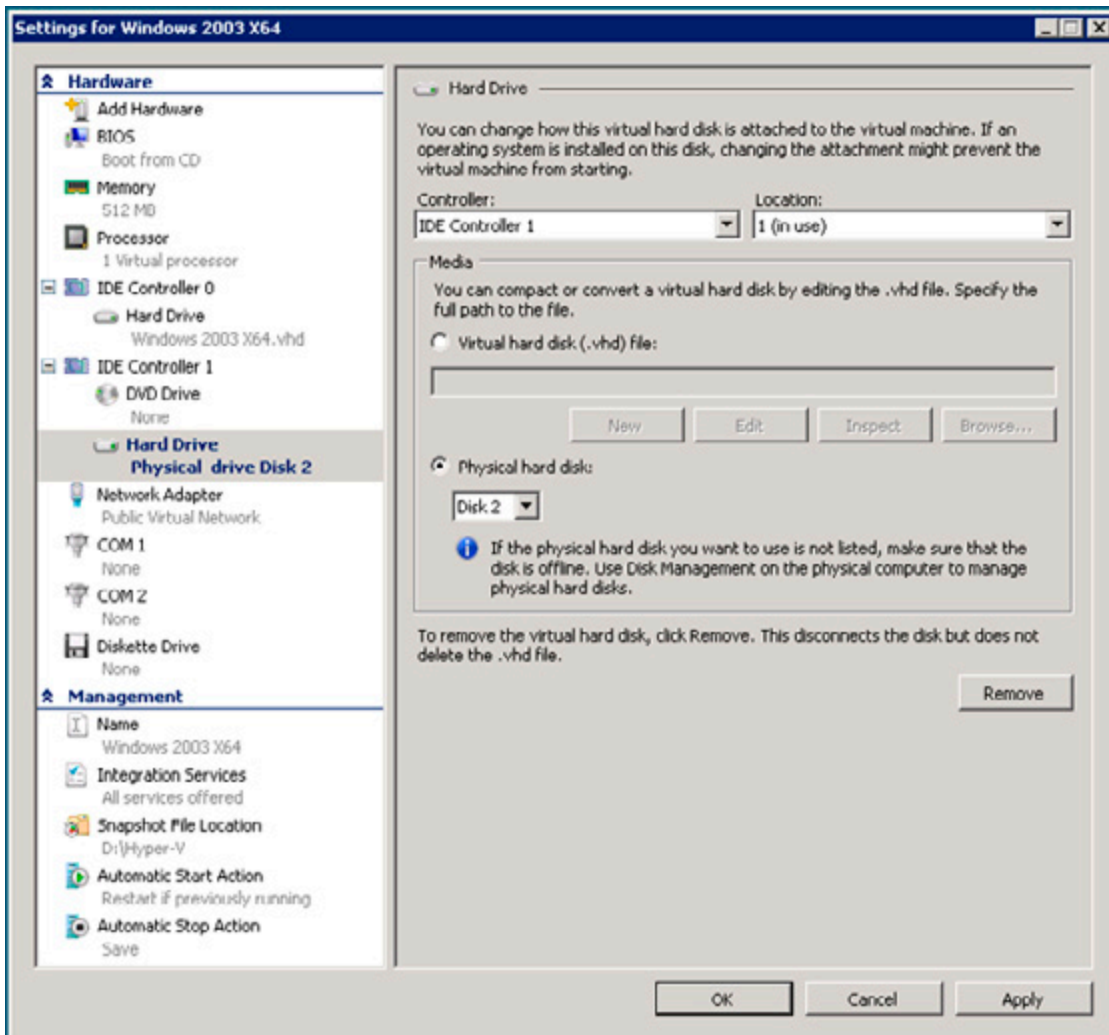 Settings for Windows 2003 X64
Hardware
Add Hardware
BIOS
Boot from CD
Memory
512 MB
Processor
1 Virtual processor
IDE Controller 0
Hard Drive
Windows 2003 X64.vhd
IDE Controller 1
DVD Drive
None
Hard Drive
Physical drive Disk 2
Network Adapter
Public Virtual Network
COM 1
None
COM 2
None
Diskette Drive
None
Management
Name
Windows 2003 X64
Integration Services
All services offered
Snapshot File Location
D:\Hyper-V
Automatic Start Action
Restart if previously running
Automatic Stop Action
Save
Hard Drive
You can change how this virtual hard disk is attached to the virtual machine. If an
operating system is installed on this disk, changing the attachment might prevent the
virtual machine from starting.
Controller: Location:
IDE Controller 1 1 (in use)
Media
You can compact or convert a virtual hard disk by editing the .vhd file. Specify the
full path to the file.
Virtual hard disk (.vhd) file:
New Edit Inspect Browse...
Physical hard disk:
Disk 2
If the physical hard disk you want to use is not listed, make sure that the
disk is offline. Use Disk Management on the physical computer to manage
physical hard disks.
To remove the virtual hard disk, click Remove. This disconnects the disk but does not
delete the .vhd file.
Remove
OK Cancel Apply